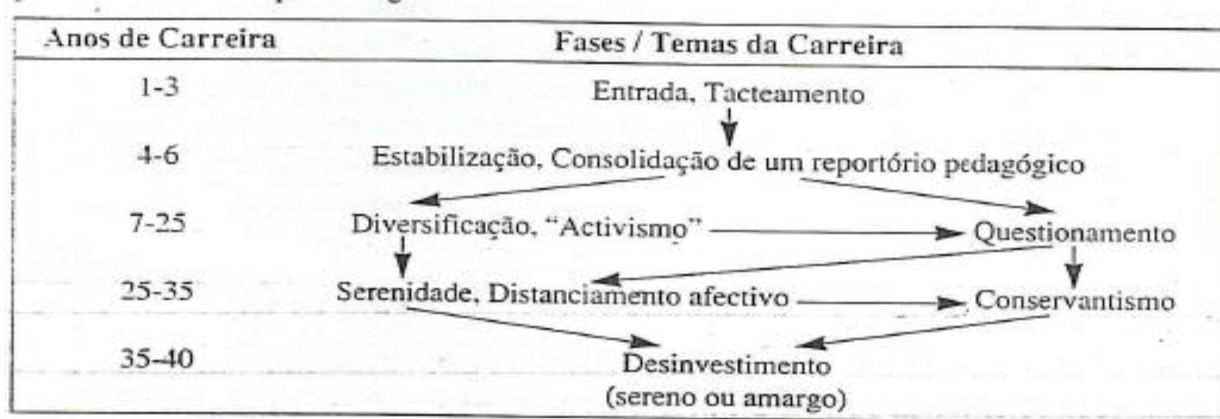 Anos de Carreira Fases / Temas da Carreira
1-3 Entrada, Tacteamento
4-6 Estabilização, Consolidação de um reportório pedagógico
7-25 Diversificação, "Activismo" Questionamento
25-35 Serenidade, Distanciamento afectivo Conservantismo
35-40 Desinvestimento
(sereno ou amargo)